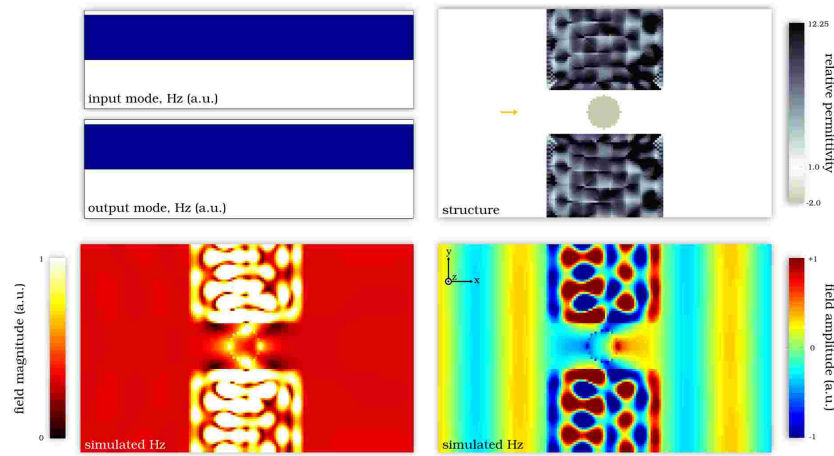 input mode, Hz (a.u.)
output mode, Hz (a.u.)
structure
12.25
1.0
-2.0
relative permittivity
1
0
field magnitude (a.u.)
simulated Hz
y
z
x
simulated Hz
+1
0
-1
field amplitude (a.u.)